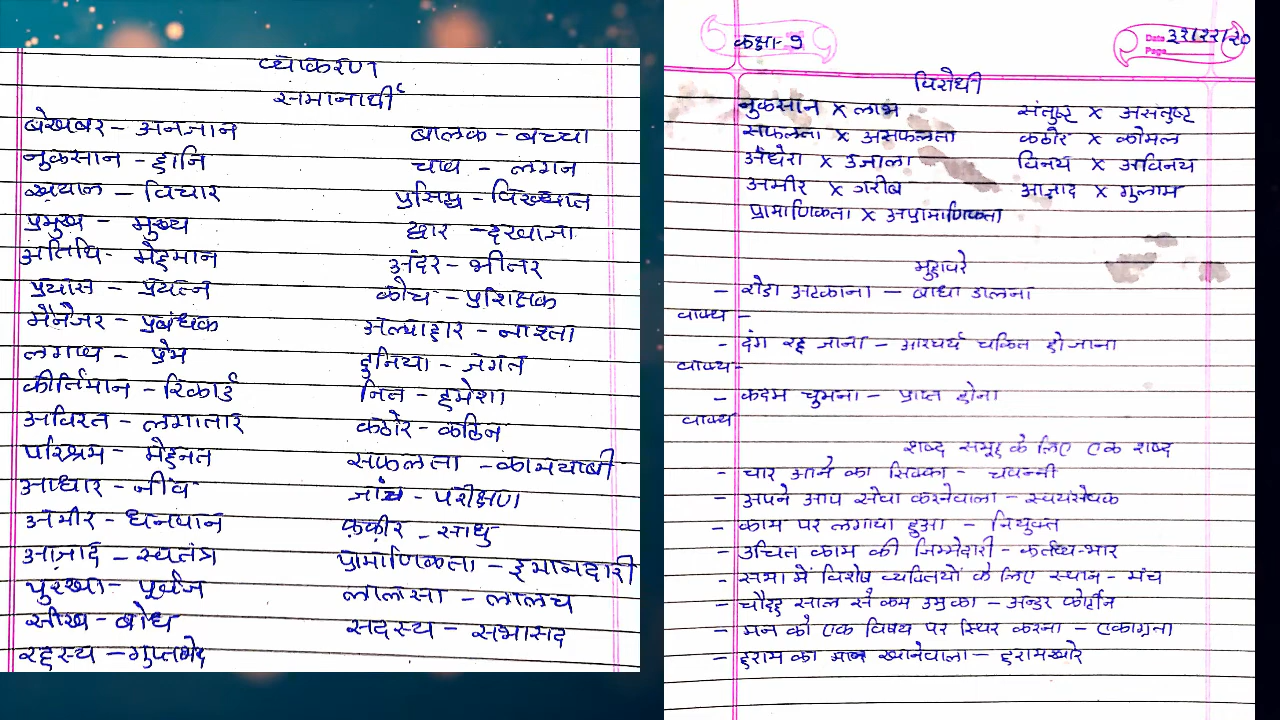 व्याकरण
समानार्थी
बेखबर - अनजान
नुकसान - हानि
ख़याल - विचार
प्रमुख - मुख्य
अतिथि - मेहमान
प्रयास - प्रयत्न
मैनेजर - प्रबंधक
लगाव - प्रेम
कीर्तिमान - रिकार्ड
अविरत - लगातार
परिश्रम - मेहनत
आधार - नींव
अमीर - धनवान
आज़ाद - स्वतंत्र
पुरखा - पूर्वज
सीख - बोध
रहस्य - गुप्तभेद
बालक - बच्चा
चाव - लगन
प्रसिद्ध - विख्यात
द्वार - दरवाजा
अंदर - भीतर
कोच - प्रशिक्षक
अल्पाहार - नाश्ता
दुनिया - जगत
नित - हमेशा
कठोर - कठिन
सफलता - कामयाबी
जाँच - परीक्षण
फ़क़ीर - साधु
प्रामाणिकता - इमानदारी
लालसा - लालच
सदस्य - सभासद
कक्षा - 9
Date
Page
विरोधी
नुकसान x लाभ
सफलता x असफलता
अँधेरा x उजाला
अमीर x गरीब
प्रामाणिकता x अप्रामाणिकता
संतुष्ट x असंतुष्ट
कठोर x कोमल
विनय x अविनय
आज़ाद x गुलाम
मुहावरे
- रोडा अटकाना - बाधा डालना
वाक्य -
- दंग रह जाना - आश्चर्य चकित हो जाना
वाक्य -
- कदम चुमना - प्राप्त होना
वाक्य
शब्द समूह के लिए एक शब्द
- चार आने का सिक्का - चवन्नी
- अपने आप सेवा करनेवाला - स्वयंसेवक
- काम पर लगाया हुआ - नियुक्त
- उचित काम की जिम्मेदारी - कर्तव्य-भार
- सभा में विशेष व्यक्तियों के लिए स्थान - मंच
- चौदह साल से कम उम्र का - अन्डर फोर्टीन
- मन को एक विषय पर स्थिर करना - एकाग्रता
- हराम का माल खानेवाला - हरामखोर